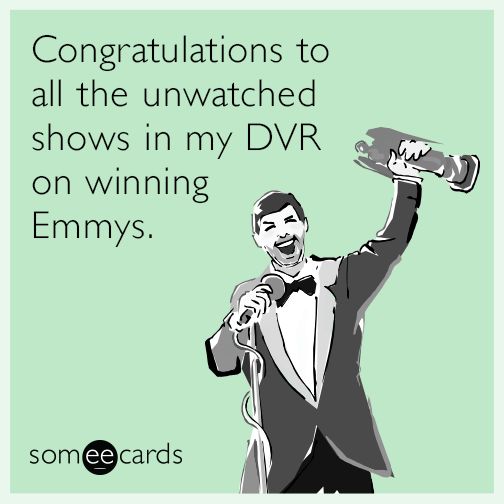 Congratulations to
all the unwatched
shows in my DVR
on winning
Emmys.
someecards